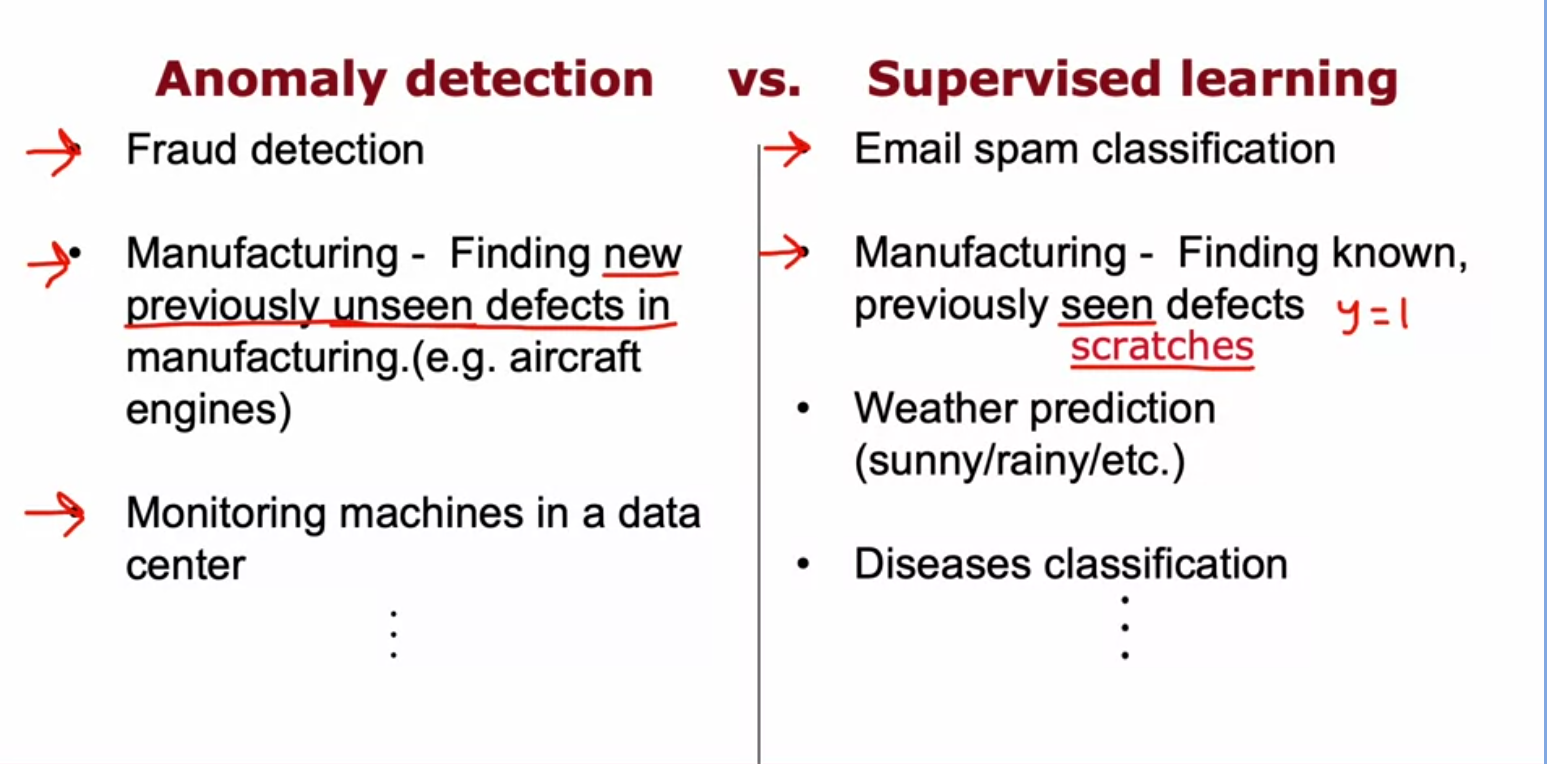 Anomaly detection vs. Supervised learning
Fraud detection
Manufacturing - Finding new
previously unseen defects in
manufacturing.(e.g. aircraft
engines)
Monitoring machines in a data
center
Email spam classification
Manufacturing - Finding known,
previously seen defects y=1
scratches
Weather prediction
(sunny/rainy/etc.)
Diseases classification